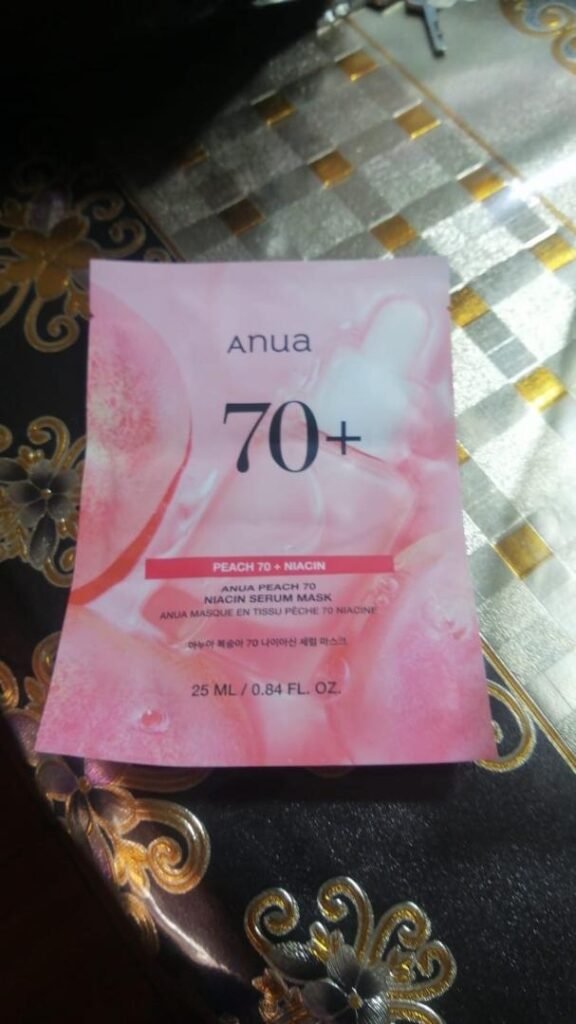 Anua
70+
PEACH 70 + NIACIN
ANUA PEACH 70
NIACIN SERUM MASK
ANUA MASQUE EN TISSU PÊCHE 70 NIACINE
아누아 복숭아 70 나이아신 세럼 마스크
25 ML / 0.84 FL. OZ.